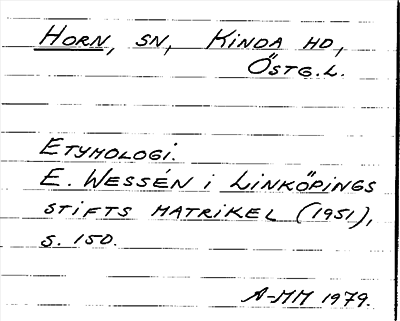 HORN, SN, KINDA HD,
ÖSTG.L.
ETYMOLOGI.
E. WESSÉN I LINKÖPINGS
STIFTS MATRIKEL (1951),
S. 150.
A-MM 1979.